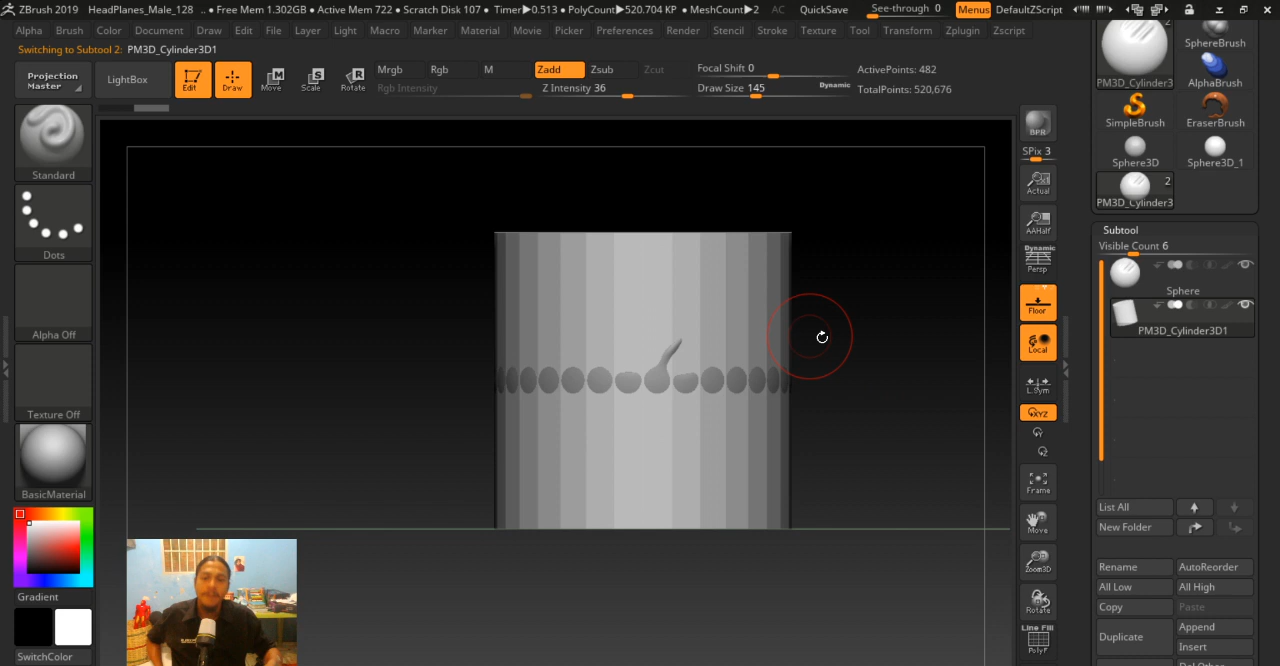 ZBrush 2019 HeadPlanes_Male_128 .. ● Free Mem 1.302GB ● Active Mem 722 ● Scratch Disk 107 ● Timer▶0.513 ● PolyCount▶520.704 KP ● MeshCount▶2 AC QuickSave See-through 0 Menus DefaultZScript
Alpha Brush Color Document Draw Edit File Layer Light Macro Marker Material Movie Picker Preferences Render Stencil Stroke Texture Tool Transform Zplugin Zscript
Switching to Subtool 2: PM3D_Cylinder3D1
Projection Master LightBox Edit Draw Move Scale Rotate
Mrgb Rgb M Zadd Zsub Zcut Focal Shift 0 ActivePoints: 482
Rgb Intensity Z Intensity 36 Draw Size 145 Dynamic TotalPoints: 520,676
Standard
Dots
Alpha Off
Texture Off
BasicMaterial
Gradient
SwitchColor
BPR
SPix 3
Actual
AAHalf
Dynamic
Persp
Floor
Local
L.Sym
XYZ
Y
Z
Frame
Move
Zoom3D
Rotate
Line Fill
PolyF
2
SphereBrush
PM3D_Cylinder3 AlphaBrush
SimpleBrush EraserBrush
Sphere3D Sphere3D_1
2
PM3D_Cylinder3
Subtool
Visible Count 6
Sphere
PM3D_Cylinder3D1
List All
New Folder
Rename AutoReorder
All Low All High
Copy Paste
Duplicate Append
Insert
Del Other